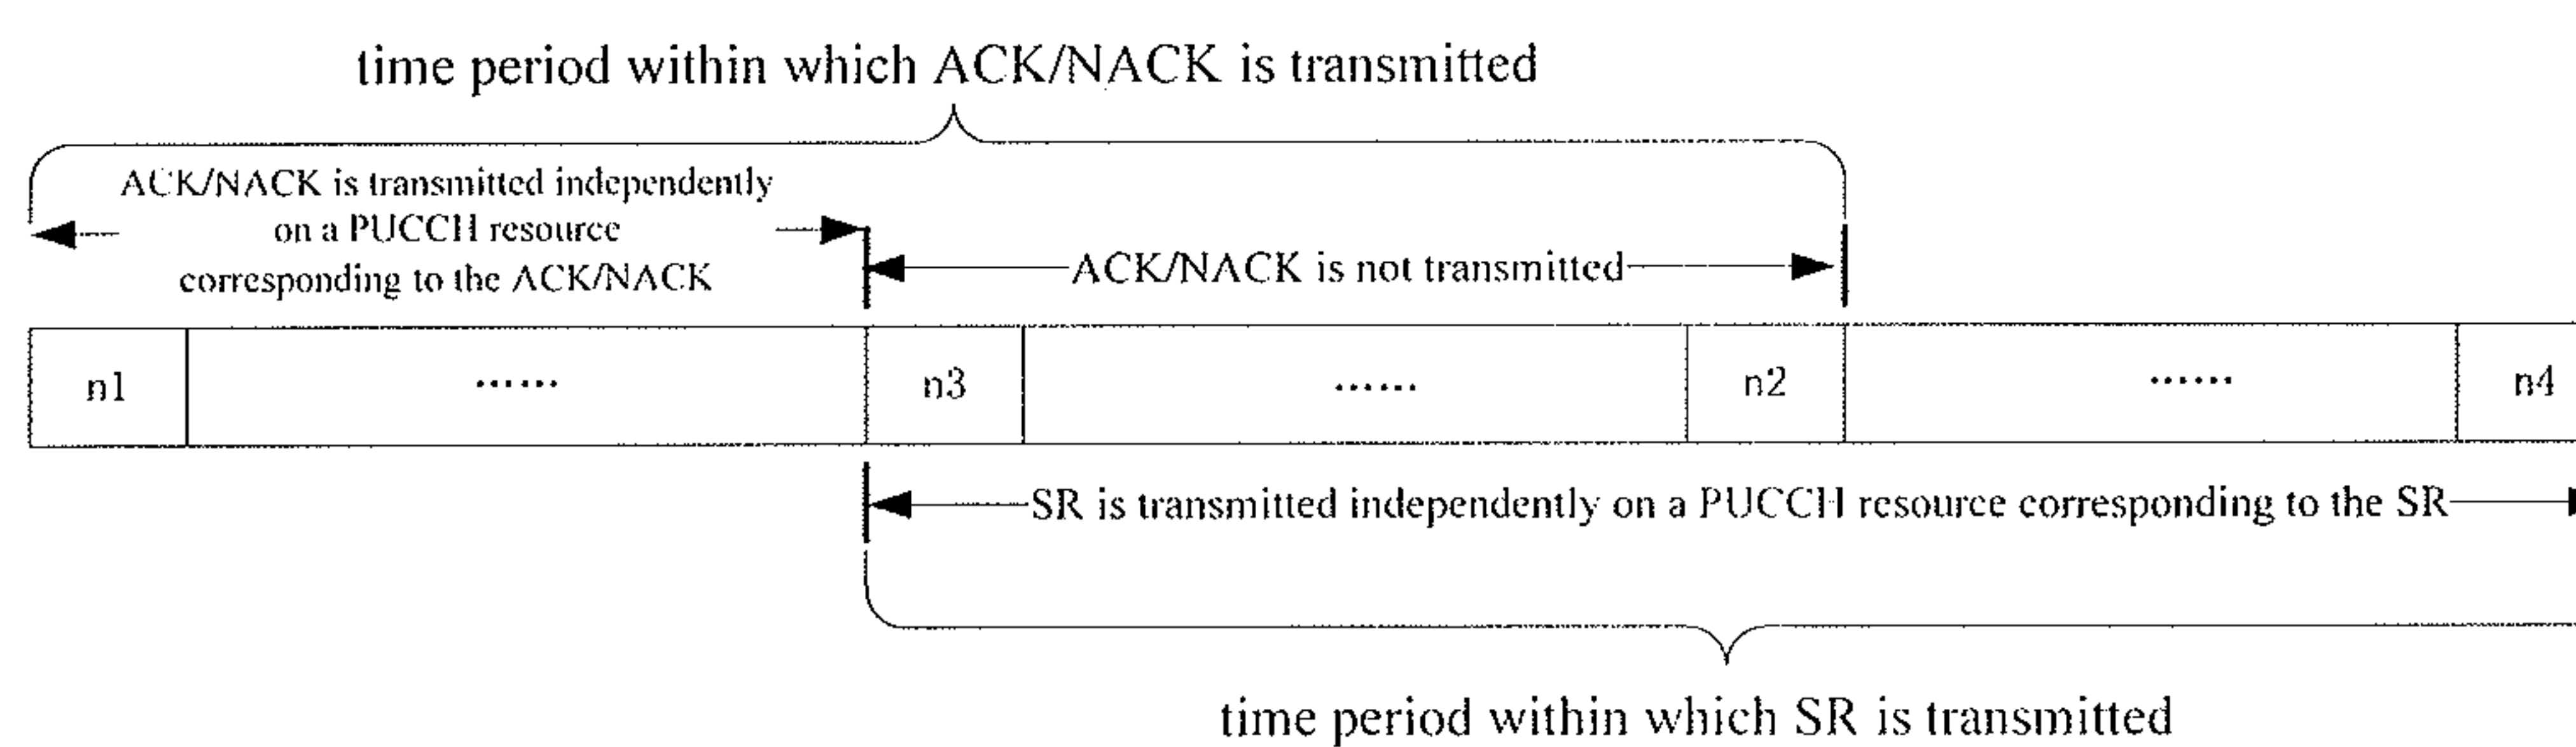 time period within which ACK/NACK is transmitted
ACK/NACK is transmitted independently
on a PUCCH resource
corresponding to the ACK/NACK
ACK/NACK is not transmitted
n1 ...... n3 ...... n2 ...... n4
SR is transmitted independently on a PUCCH resource corresponding to the SR
time period within which SR is transmitted